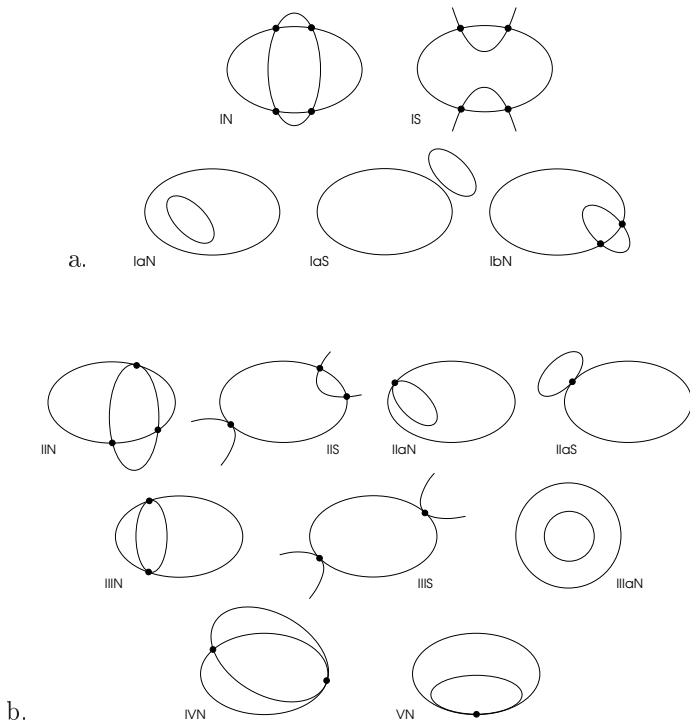 IN IS
a. IaN IaS IbN
IIN IIS IIaN IIaS
IIIN IIIS IIIaN
b. IVN VN